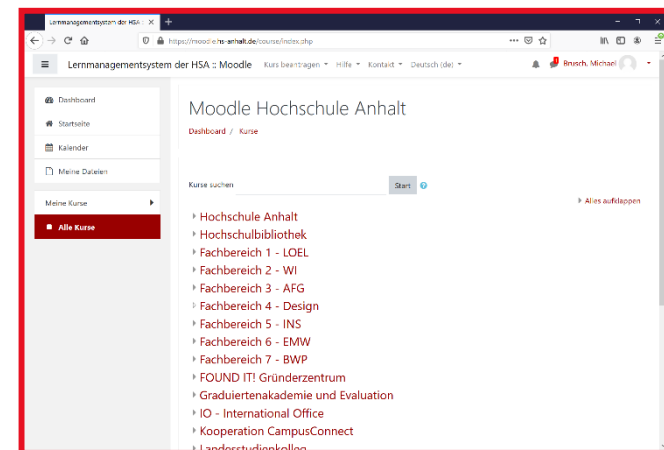 Lernmanagementsystem der HSA :: X +
https://moodle.hs-anhalt.de/course/index.php
Lernmanagementsystem der HSA :: Moodle Kurs beantragen Hilfe Kontakt Deutsch (de) Brusch, Michael
Dashboard
Startseite
Kalender
Meine Dateien
Meine Kurse
Alle Kurse
Moodle Hochschule Anhalt
Dashboard / Kurse
Kurse suchen Start
Alles aufklappen
Hochschule Anhalt
Hochschulbibliothek
Fachbereich 1 - LOEL
Fachbereich 2 - WI
Fachbereich 3 - AFG
Fachbereich 4 - Design
Fachbereich 5 - INS
Fachbereich 6 - EMW
Fachbereich 7 - BWP
FOUND IT! Gründerzentrum
Graduiertenakademie und Evaluation
IO - International Office
Kooperation CampusConnect
Landesstudienkolleg